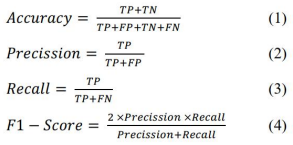 Accuracy = TP+TN / TP+FP+TN+FN (1)
Precission = TP / TP+FP (2)
Recall = TP / TP+FN (3)
F1 − Score = 2 ×Precission ×Recall / Precission+Recall (4)